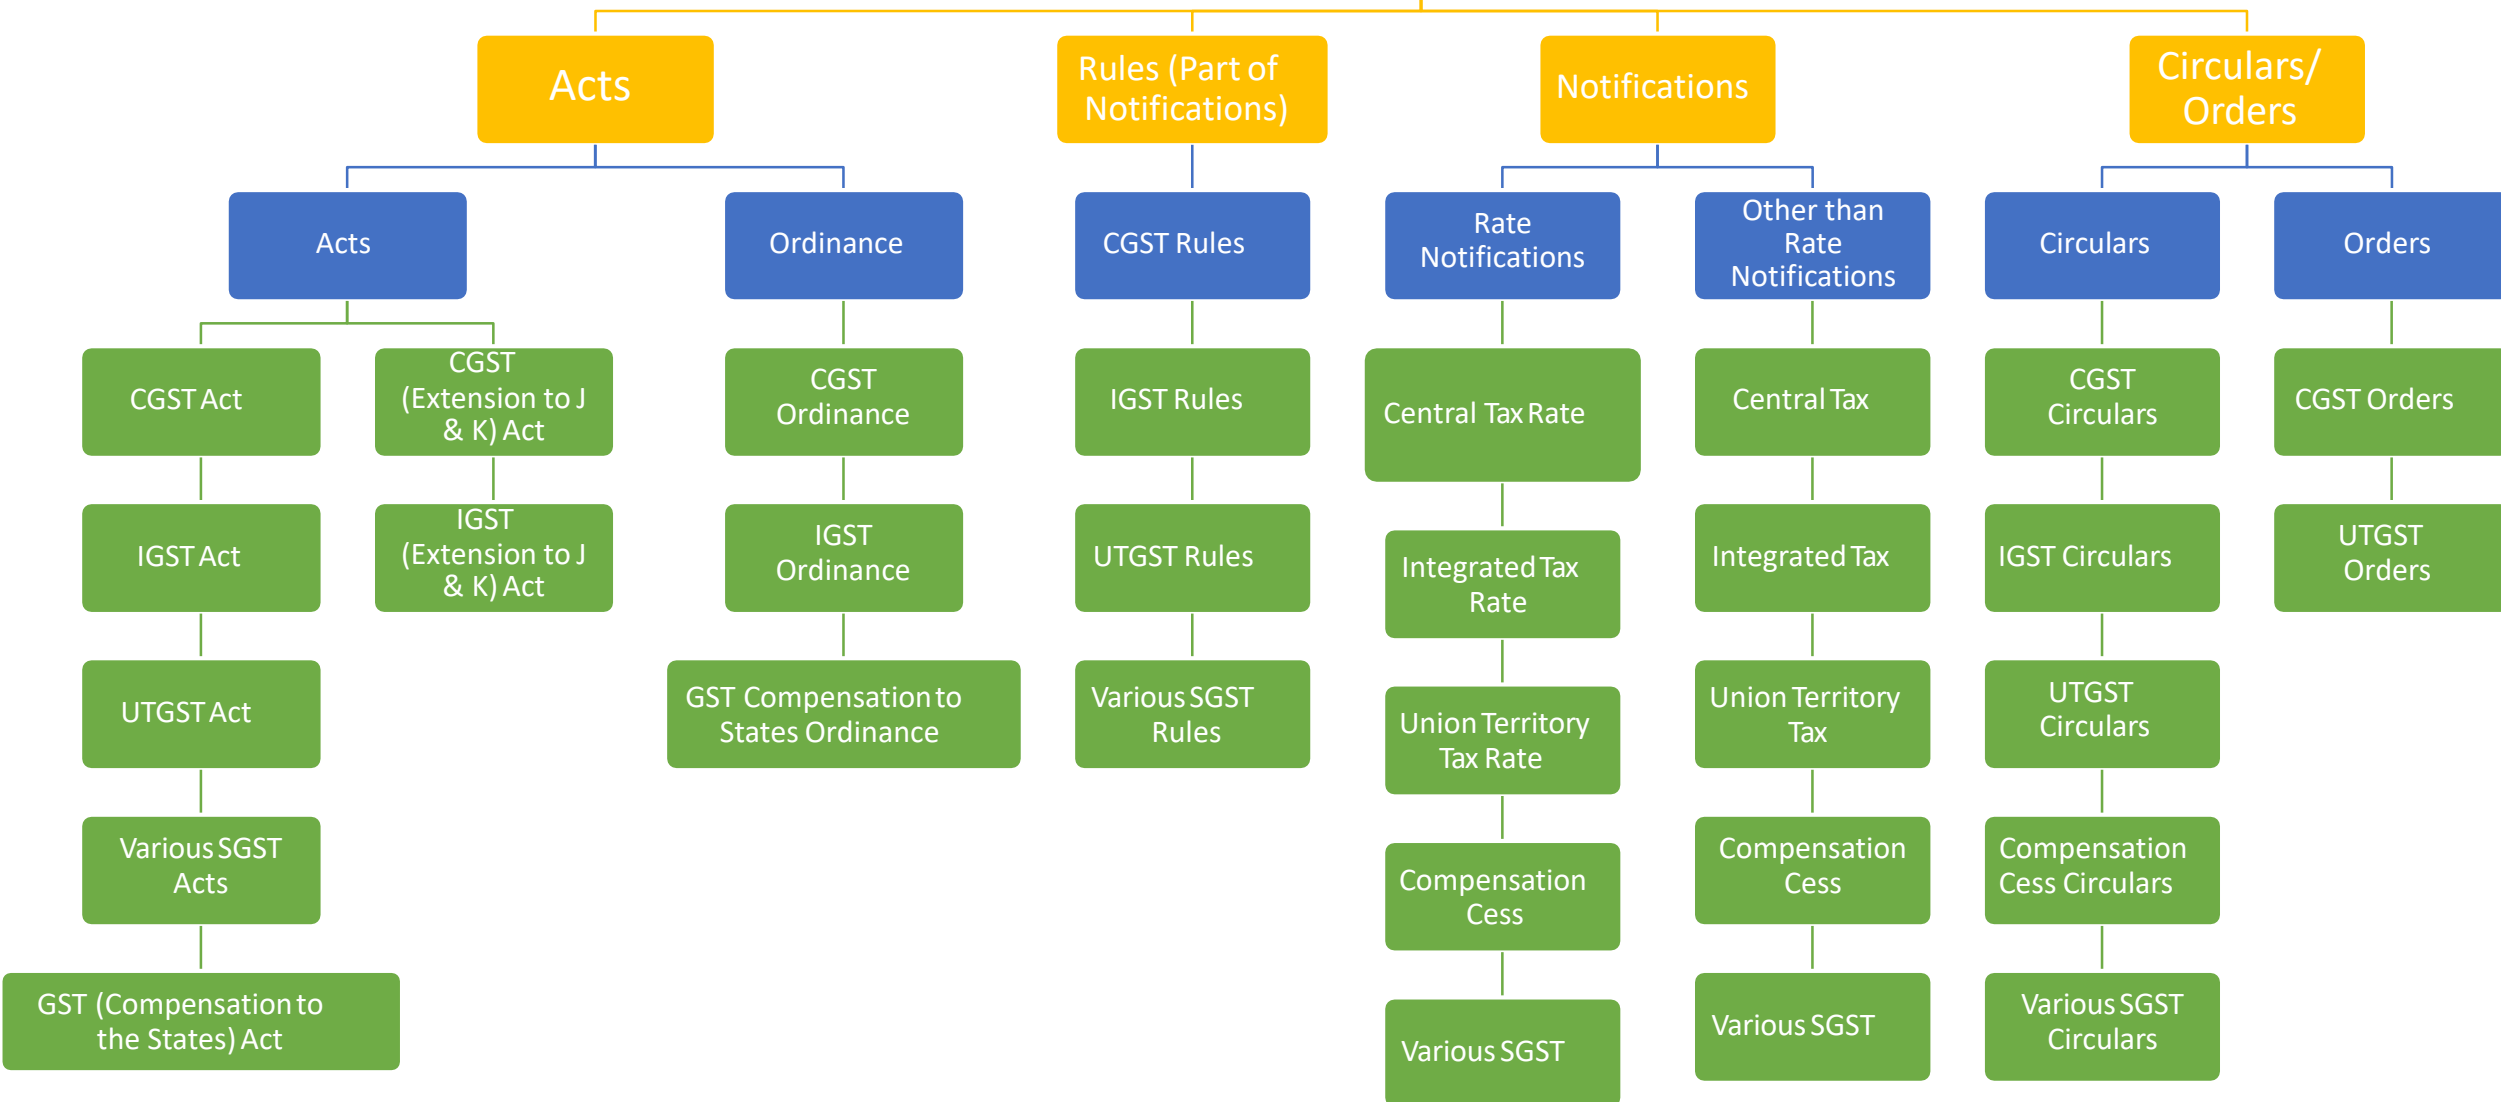 Acts
Rules (Part of
Notifications)
Notifications
Circulars/
Orders
Acts
Ordinance
CGST Rules
Rate
Notifications
Other than
Rate
Notifications
Circulars
Orders
CGST Act
CGST
(Extension to J
& K) Act
CGST
Ordinance
IGST Rules
Central Tax Rate
Central Tax
CGST
Circulars
CGST Orders
IGST Act
IGST
(Extension to J
& K) Act
IGST
Ordinance
UTGST Rules
Integrated Tax
Rate
Integrated Tax
IGST Circulars
UTGST
Orders
UTGST Act
GST Compensation to
States Ordinance
Various SGST
Rules
Union Territory
Tax Rate
Union Territory
Tax
UTGST
Circulars
Various SGST
Acts
Compensation
Cess
Compensation
Cess
Compensation
Cess Circulars
GST (Compensation to
the States) Act
Various SGST
Various SGST
Various SGST
Circulars